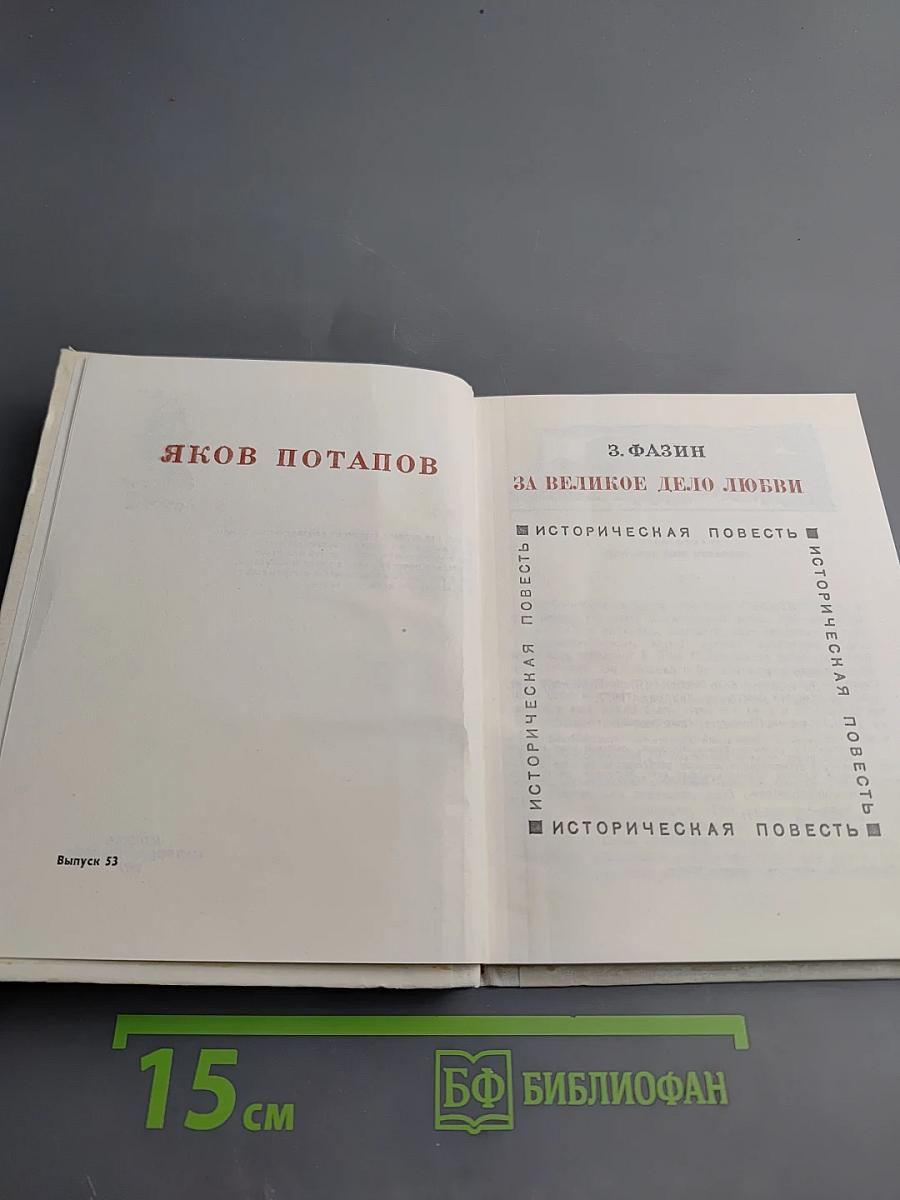 ЯКОВ ПОТАПОВ
Выпуск 53
З. ФАЗИН
ЗА ВЕЛИКОЕ ДЕЛО ЛЮБВИ
ИСТОРИЧЕСКАЯ ПОВЕСТЬ
ИСТОРИЧЕСКАЯ ПОВЕСТЬ
ИСТОРИЧЕСКАЯ ПОВЕСТЬ
ИСТОРИЧЕСКАЯ ПОВЕСТЬ
15 см
БФ БИБЛИОФАН